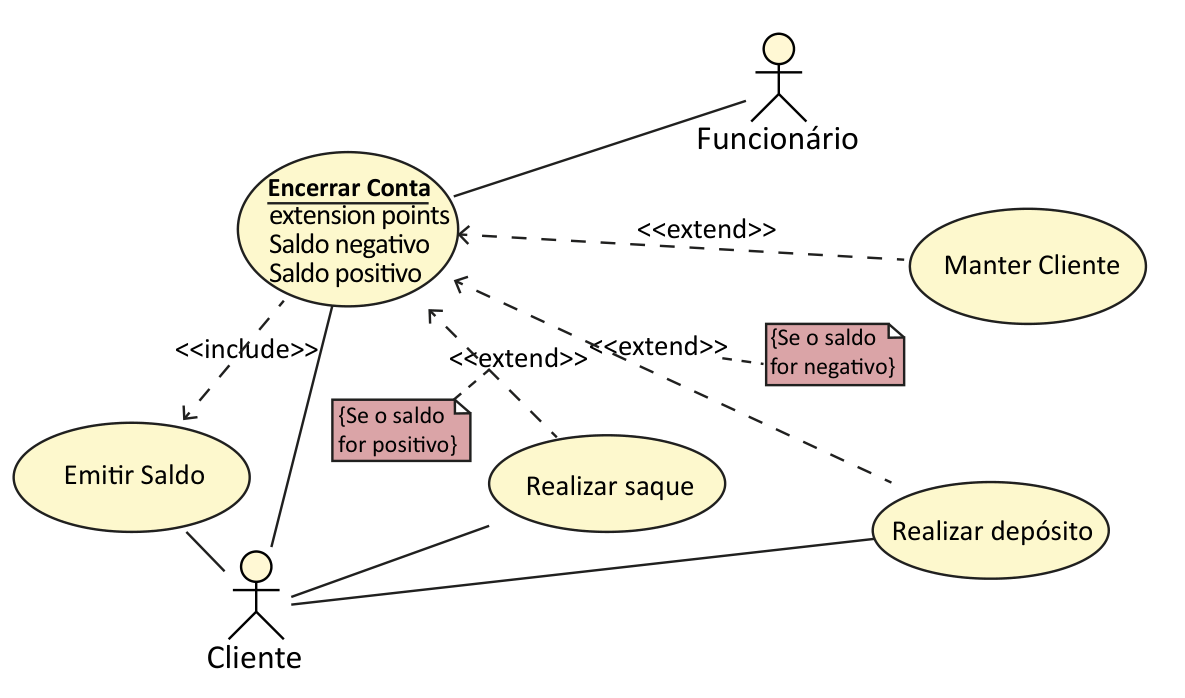 Funcionário
Encerrar Conta
extension points
Saldo negativo
Saldo positivo
<<extend>>
Manter Cliente
<<include>>
<<extend>>
<<extend>>
{Se o saldo
for negativo}
{Se o saldo
for positivo}
Emitir Saldo
Realizar saque
Realizar depósito
Cliente